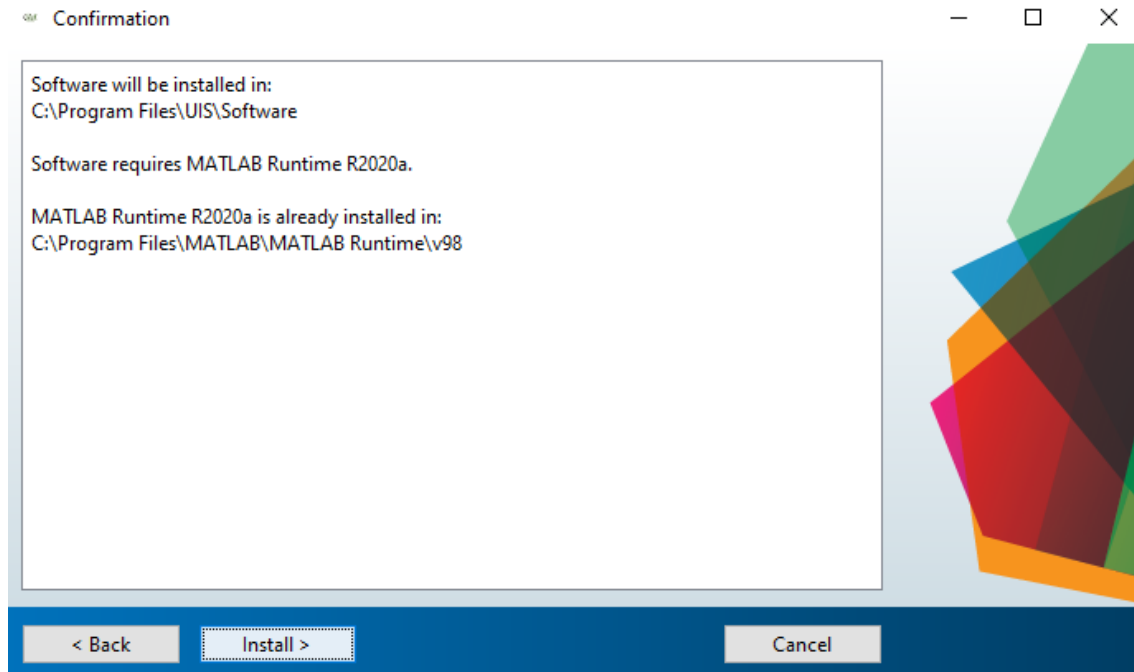 Confirmation
Software will be installed in:
C:\Program Files\UIS\Software
Software requires MATLAB Runtime R2020a.
MATLAB Runtime R2020a is already installed in:
C:\Program Files\MATLAB\MATLAB Runtime\v98
< Back
Install >
Cancel